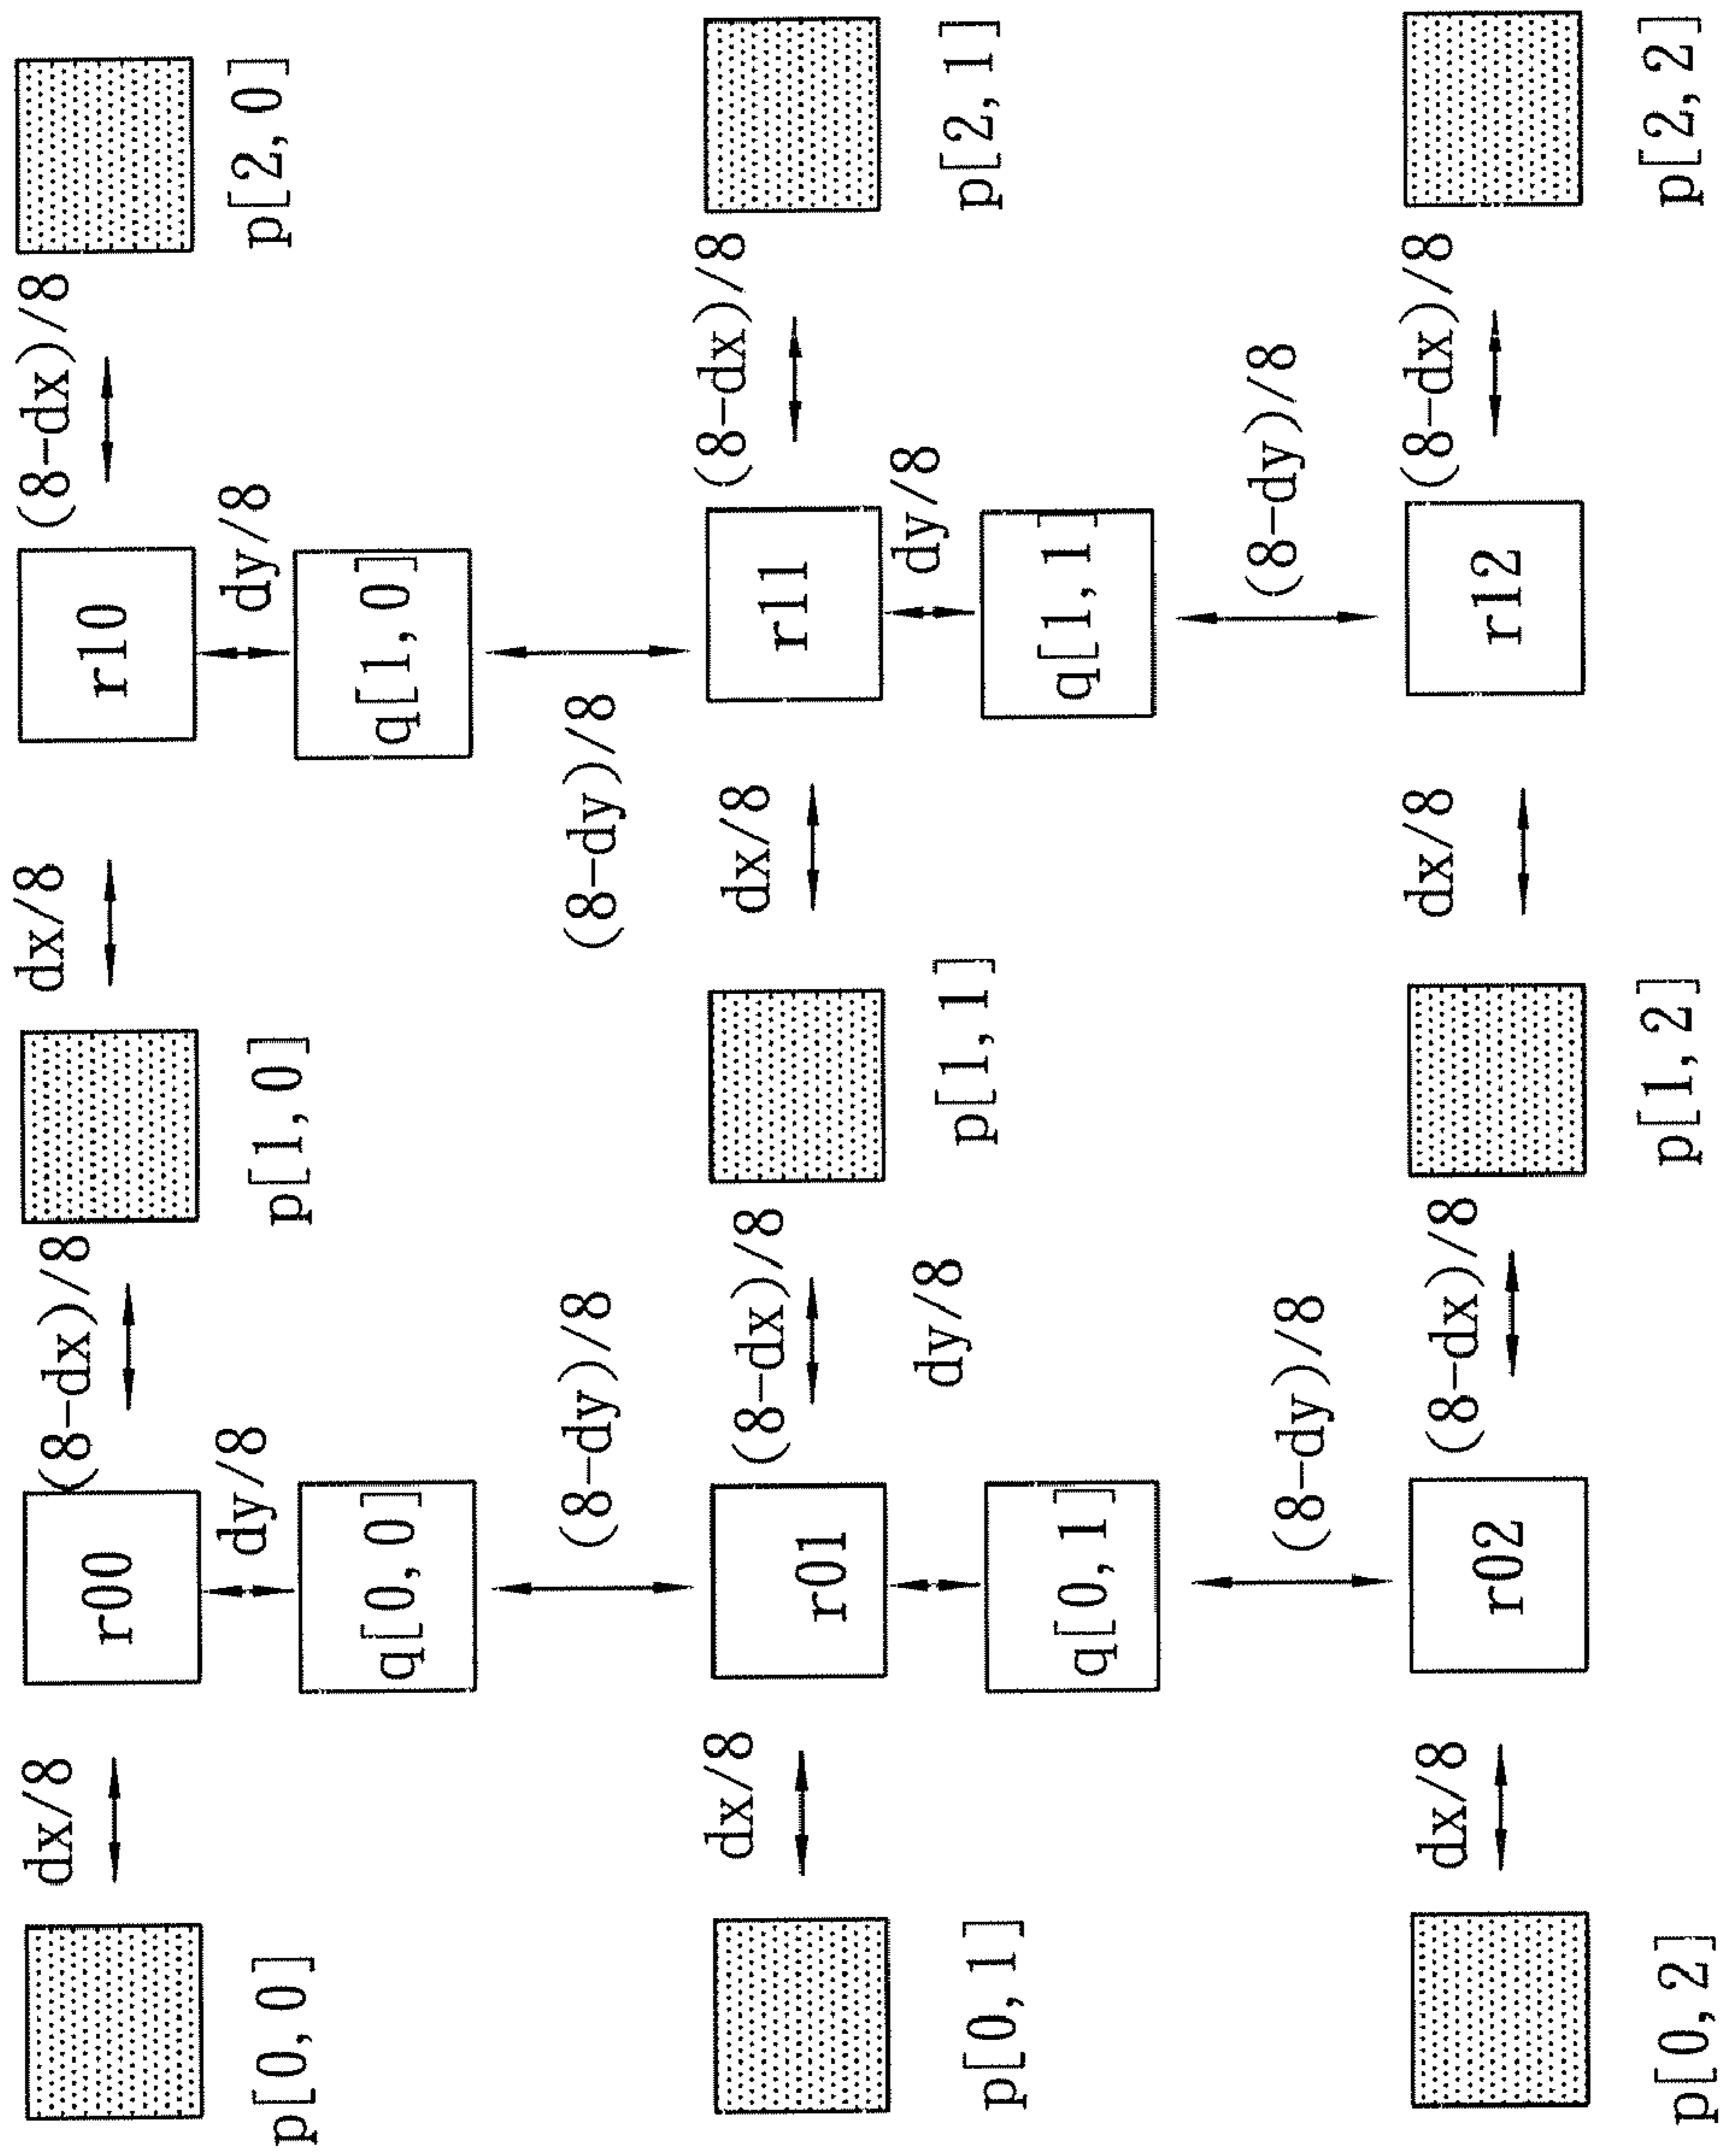 dx/8 (8-dx)/8 dx/8 (8-dx)/8
r00 r10
p[0,0] dy/8 p[1,0] dy/8 p[2,0]
q[0,0] q[1,0]
(8-dy)/8 (8-dy)/8
dx/8 (8-dx)/8 dx/8 (8-dx)/8
r01 r11
p[0,1] dy/8 p[1,1] dy/8 p[2,1]
q[0,1] q[1,1]
(8-dy)/8 (8-dy)/8
dx/8 (8-dx)/8 dx/8 (8-dx)/8
r02 r12
p[0,2] p[1,2] p[2,2]